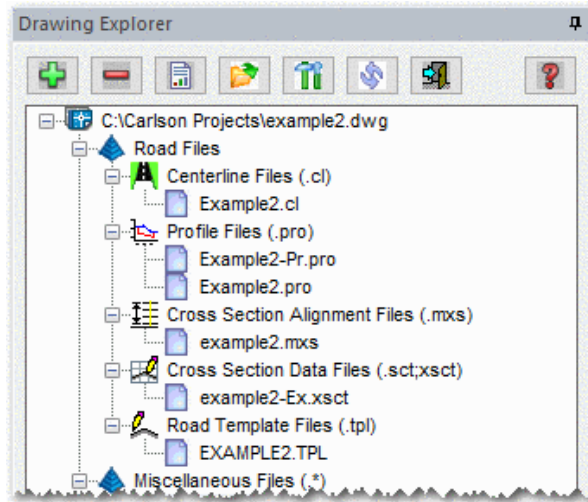 Drawing Explorer
C:\Carlson Projects\example2.dwg
Road Files
Centerline Files (.cl)
Example2.cl
Profile Files (.pro)
Example2-Pr.pro
Example2.pro
Cross Section Alignment Files (.mxs)
example2.mxs
Cross Section Data Files (.sct;xsct)
example2-Ex.xsct
Road Template Files (.tpl)
EXAMPLE2.TPL
Miscellaneous Files (.*)